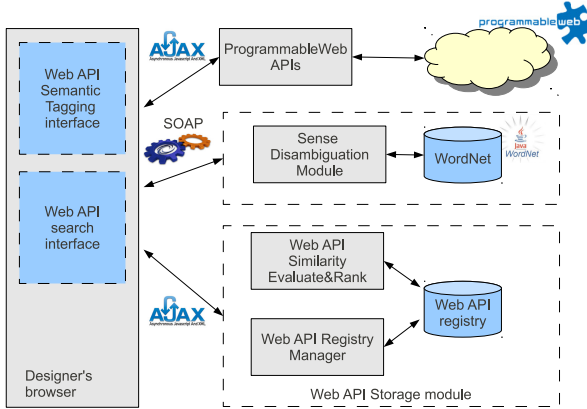 programmableweb
Web API
Semantic
Tagging
interface
AJAX
Asynchronous Javascript And XML
ProgrammableWeb
APIs
SOAP
Sense
Disambiguation
Module
WordNet
Java
WordNet
Web API
search
interface
Web API
Similarity
Evaluate&Rank
AJAX
Asynchronous Javascript And XML
Web API
registry
Web API Registry
Manager
Designer's
browser
Web API Storage module